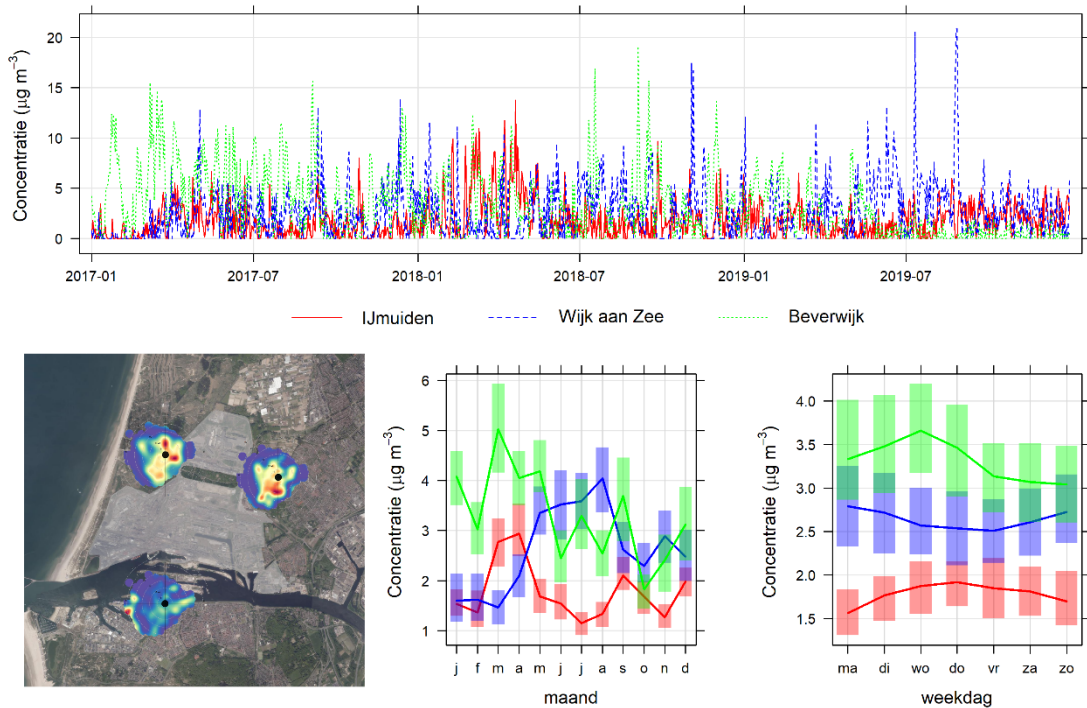 Concentratie (μg m⁻³)
20
15
10
5
0
2017-01 2017-07 2018-01 2018-07 2019-01 2019-07
IJmuiden Wijk aan Zee Beverwijk
Concentratie (μg m⁻³)
6
5
4
3
2
1
j f m a m j j a s o n d
maand
Concentratie (μg m⁻³)
4.0
3.5
3.0
2.5
2.0
1.5
ma di wo do vr za zo
weekdag